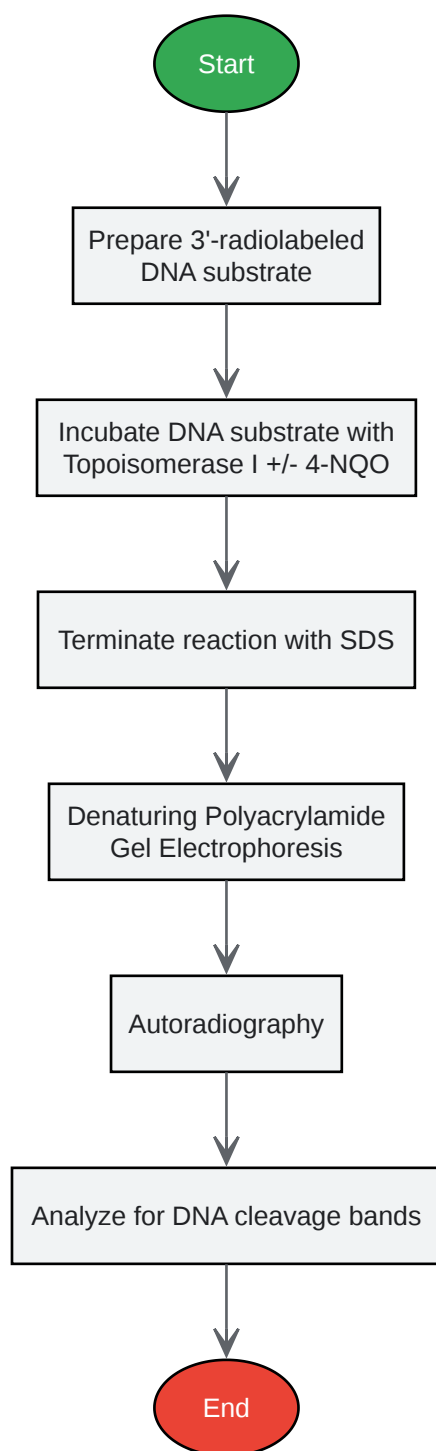 Start
Prepare 3'-radiolabeled
DNA substrate
Incubate DNA substrate with
Topoisomerase I +/- 4-NQO
Terminate reaction with SDS
Denaturing Polyacrylamide
Gel Electrophoresis
Autoradiography
Analyze for DNA cleavage bands
End